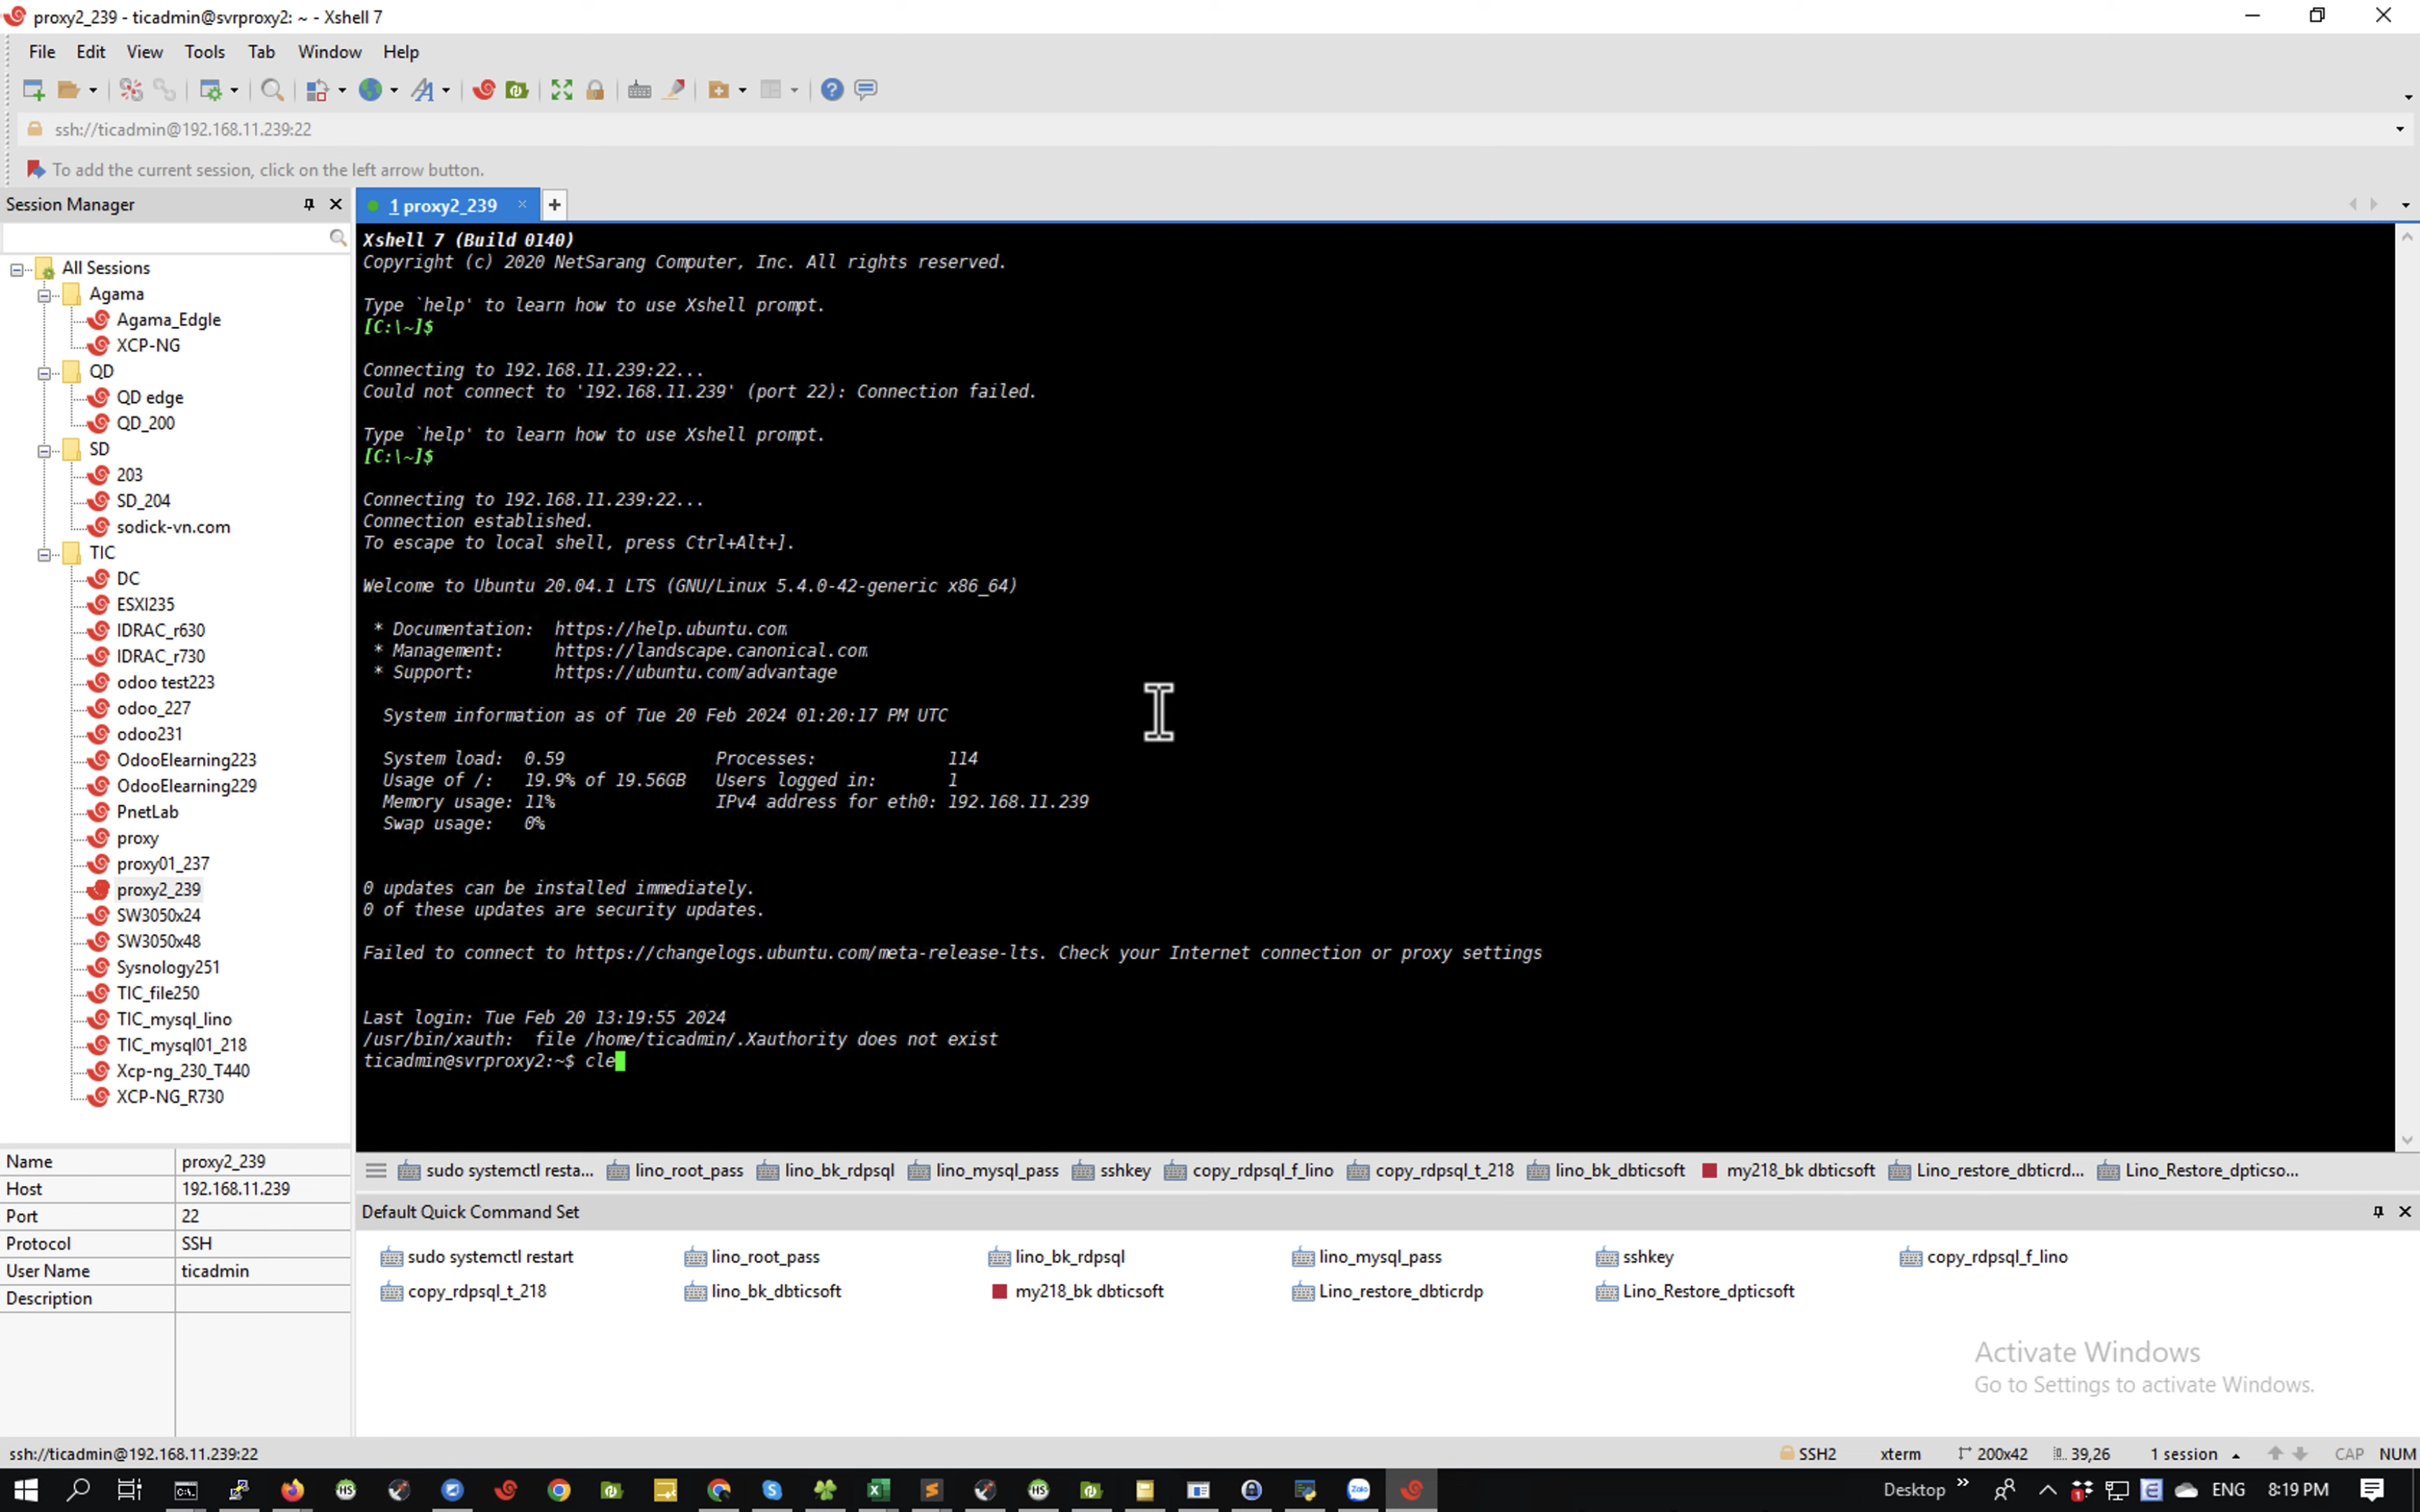 proxy2_239 - ticadmin@svrproxy2: ~ - Xshell 7
File Edit View Tools Tab Window Help
ssh://ticadmin@192.168.11.239:22
To add the current session, click on the left arrow button.
Session Manager
All Sessions
Agama
Agama_Edgle
XCP-NG
QD
QD edge
QD_200
SD
203
SD_204
sodick-vn.com
TIC
DC
ESXI235
IDRAC_r630
IDRAC_r730
odoo test223
odoo_227
odoo231
OdooElearning223
OdooElearning229
PnetLab
proxy
proxy01_237
proxy2_239
SW3050x24
SW3050x48
Sysnology251
TIC_file250
TIC_mysql_lino
TIC_mysql01_218
Xcp-ng_230_T440
XCP-NG_R730
Name proxy2_239
Host 192.168.11.239
Port 22
Protocol SSH
User Name ticadmin
Description
1 proxy2_239
Xshell 7 (Build 0140)
Copyright (c) 2020 NetSarang Computer, Inc. All rights reserved.
Type `help' to learn how to use Xshell prompt.
[C:\~]$
Connecting to 192.168.11.239:22...
Could not connect to '192.168.11.239' (port 22): Connection failed.
Type `help' to learn how to use Xshell prompt.
[C:\~]$
Connecting to 192.168.11.239:22...
Connection established.
To escape to local shell, press Ctrl+Alt+].
Welcome to Ubuntu 20.04.1 LTS (GNU/Linux 5.4.0-42-generic x86_64)
* Documentation: https://help.ubuntu.com
* Management: https://landscape.canonical.com
* Support: https://ubuntu.com/advantage
System information as of Tue 20 Feb 2024 01:20:17 PM UTC
System load: 0.59 Processes: 114
Usage of /: 19.9% of 19.56GB Users logged in: 1
Memory usage: 11% IPv4 address for eth0: 192.168.11.239
Swap usage: 0%
0 updates can be installed immediately.
0 of these updates are security updates.
Failed to connect to https://changelogs.ubuntu.com/meta-release-lts. Check your Internet connection or proxy settings
Last login: Tue Feb 20 13:19:55 2024
/usr/bin/xauth: file /home/ticadmin/.Xauthority does not exist
ticadmin@svrproxy2:~$ cle
sudo systemctl resta... lino_root_pass lino_bk_rdpsql lino_mysql_pass sshkey copy_rdpsql_f_lino copy_rdpsql_t_218 lino_bk_dbticsoft my218_bk dbticsoft Lino_restore_dbticrd... Lino_Restore_dpticso...
Default Quick Command Set
sudo systemctl restart lino_root_pass lino_bk_rdpsql lino_mysql_pass sshkey copy_rdpsql_f_lino
copy_rdpsql_t_218 lino_bk_dbticsoft my218_bk dbticsoft Lino_restore_dbticrdp Lino_Restore_dpticsoft
Activate Windows
Go to Settings to activate Windows.
ssh://ticadmin@192.168.11.239:22 SSH2 xterm 200x42 39,26 1 session CAP NUM
Desktop ENG 8:19 PM